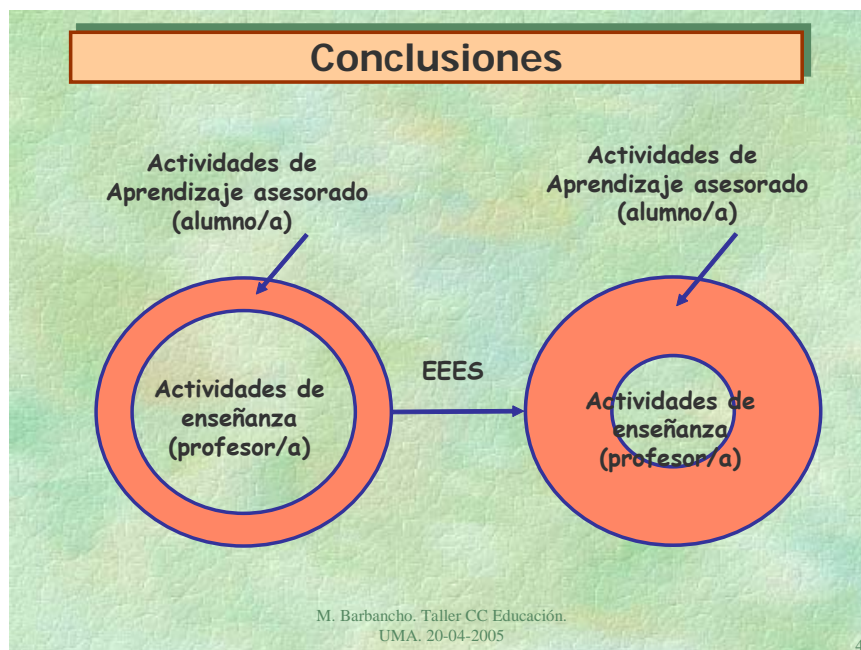 Conclusiones
Actividades de
Aprendizaje asesorado
(alumno/a)
Actividades de
Aprendizaje asesorado
(alumno/a)
Actividades de
enseñanza
(profesor/a)
EEES
Actividades de
enseñanza
(profesor/a)
M. Barbancho. Taller CC Educación.
UMA. 20-04-2005
4